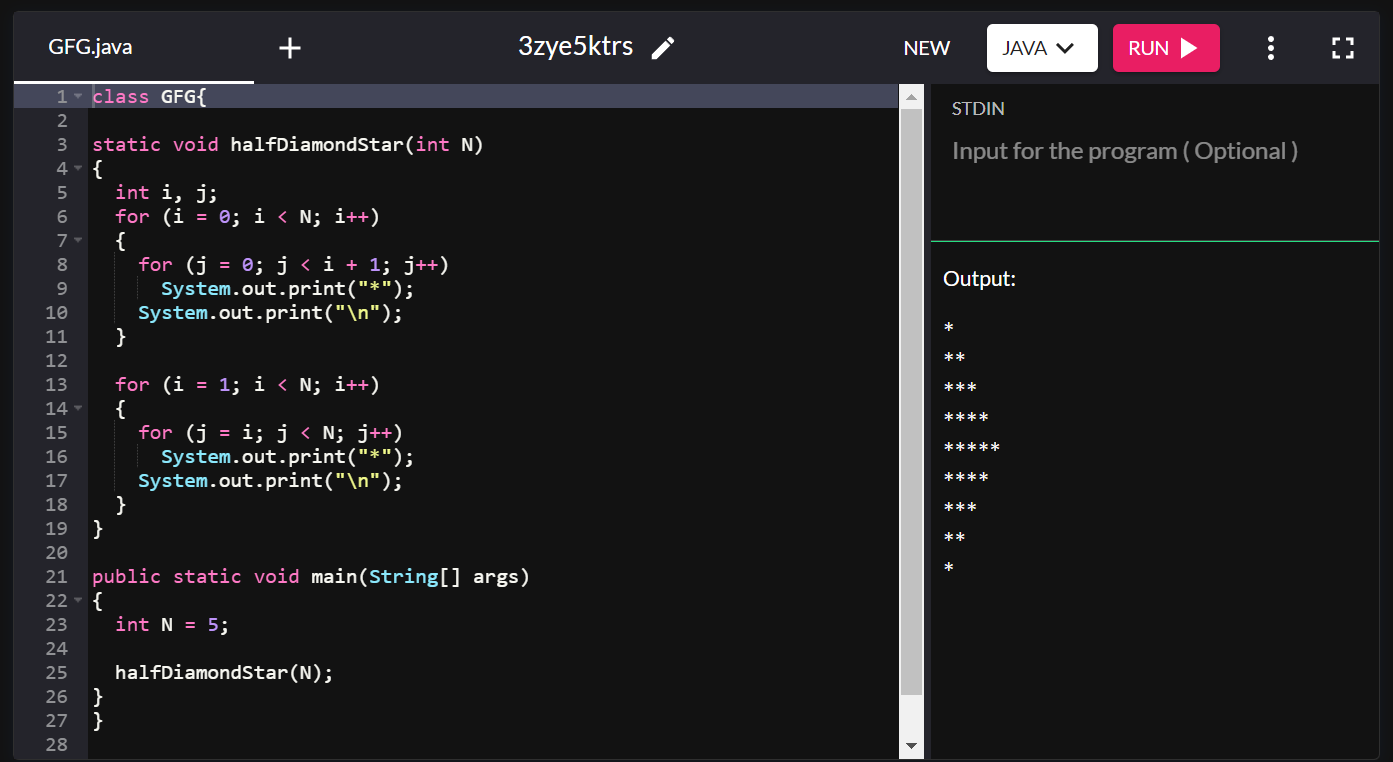 GFG.java + 3zye5ktrs NEW JAVA RUN
1 class GFG{
2
3 static void halfDiamondStar(int N)
4 {
5   int i, j;
6   for (i = 0; i < N; i++)
7   {
8     for (j = 0; j < i + 1; j++)
9       System.out.print("*");
10     System.out.print("\n");
11   }
12
13   for (i = 1; i < N; i++)
14   {
15     for (j = i; j < N; j++)
16       System.out.print("*");
17     System.out.print("\n");
18   }
19 }
20
21 public static void main(String[] args)
22 {
23   int N = 5;
24
25   halfDiamondStar(N);
26 }
27 }
28
STDIN
Input for the program ( Optional )
Output:
*
**
***
****
*****
****
***
**
*